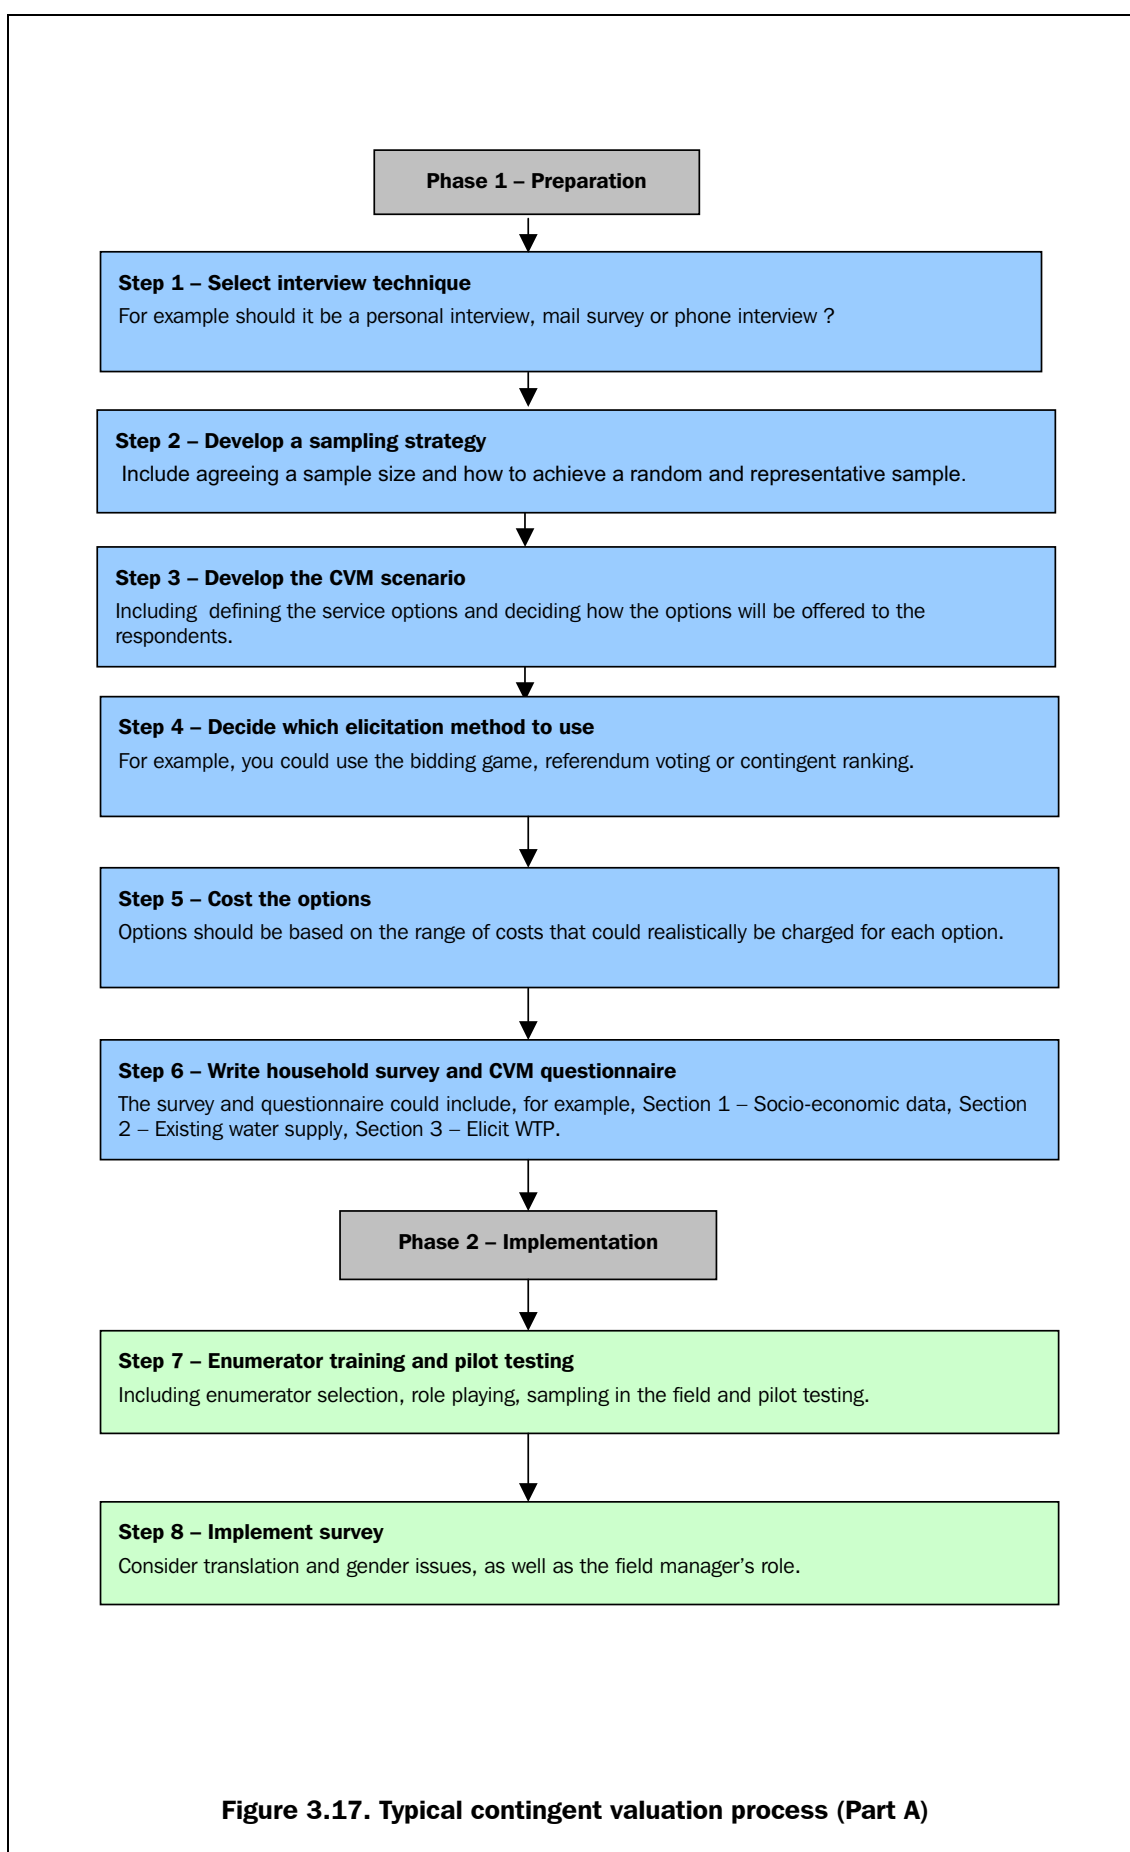 Phase 1 – Preparation
Step 1 – Select interview technique
For example should it be a personal interview, mail survey or phone interview ?
Step 2 – Develop a sampling strategy
Include agreeing a sample size and how to achieve a random and representative sample.
Step 3 – Develop the CVM scenario
Including  defining the service options and deciding how the options will be offered to the
respondents.
Step 4 – Decide which elicitation method to use
For example, you could use the bidding game, referendum voting or contingent ranking.
Step 5 – Cost the options
Options should be based on the range of costs that could realistically be charged for each option.
Step 6 – Write household survey and CVM questionnaire
The survey and questionnaire could include, for example, Section 1 – Socio-economic data, Section
2 – Existing water supply, Section 3 – Elicit WTP.
Phase 2 – Implementation
Step 7 – Enumerator training and pilot testing
Including enumerator selection, role playing, sampling in the field and pilot testing.
Step 8 – Implement survey
Consider translation and gender issues, as well as the field manager’s role.
Figure 3.17. Typical contingent valuation process (Part A)